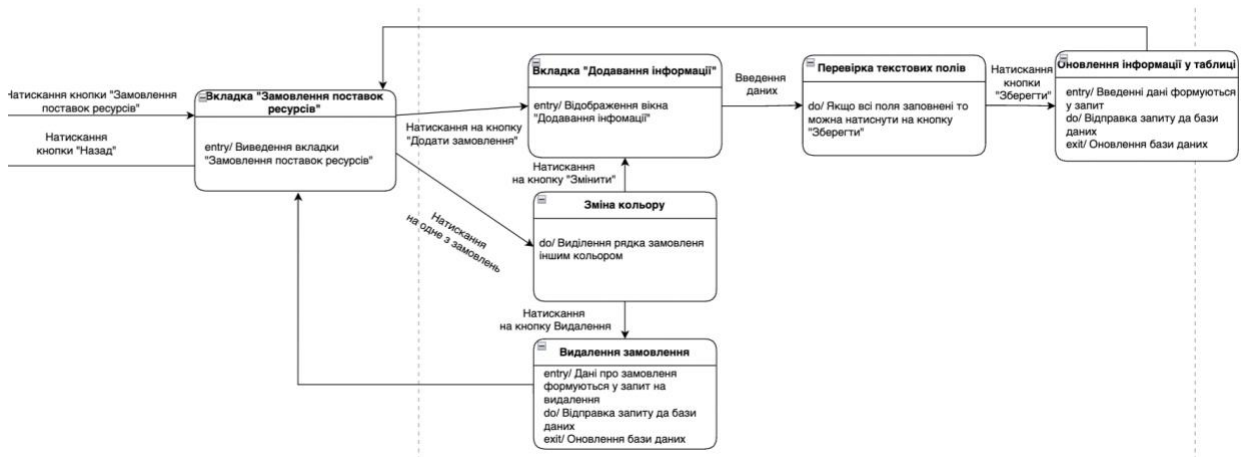 Натискання кнопки "Замовлення
поставок ресурсів"
Натискання
кнопки "Назад"
Вкладка "Замовлення поставок
ресурсів"
entry/ Виведення вкладки
"Замовлення поставок ресурсів"
Натискання на кнопку
"Додати замовлення"
Натискання
на одне з замовлень
Вкладка "Додавання інформації"
entry/ Відображення вікна
"Додавання інфомації"
Введення
даних
Перевірка текстових полів
do/ Якщо всі поля заповнені то
можна натиснути на кнопку
"Зберегти"
Натискання
кнопки
"Зберегти"
Оновлення інформації у таблиці
entry/ Введенні дані формуються
у запит
do/ Відправка запиту да бази
даних
exit/ Оновлення бази даних
Натискання
на кнопку "Змінити"
Зміна кольору
do/ Виділення рядка замовленя
іншим кольором
Натискання
на кнопку Видалення
Видалення замовлення
entry/ Дані про замовленя
формуються у запит на
видалення
do/ Відправка запиту да бази
даних
exit/ Оновлення бази даних